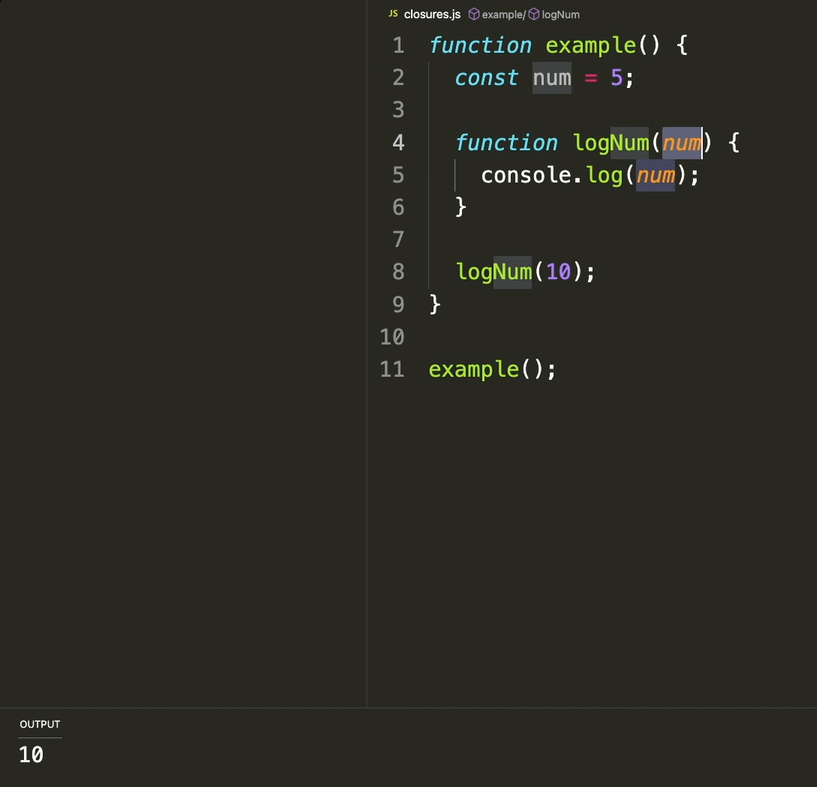 JS closures.js example/ logNum
1 function example() {
2   const num = 5;
3
4   function logNum(num) {
5     console.log(num);
6   }
7
8   logNum(10);
9 }
10
11 example();
OUTPUT
10